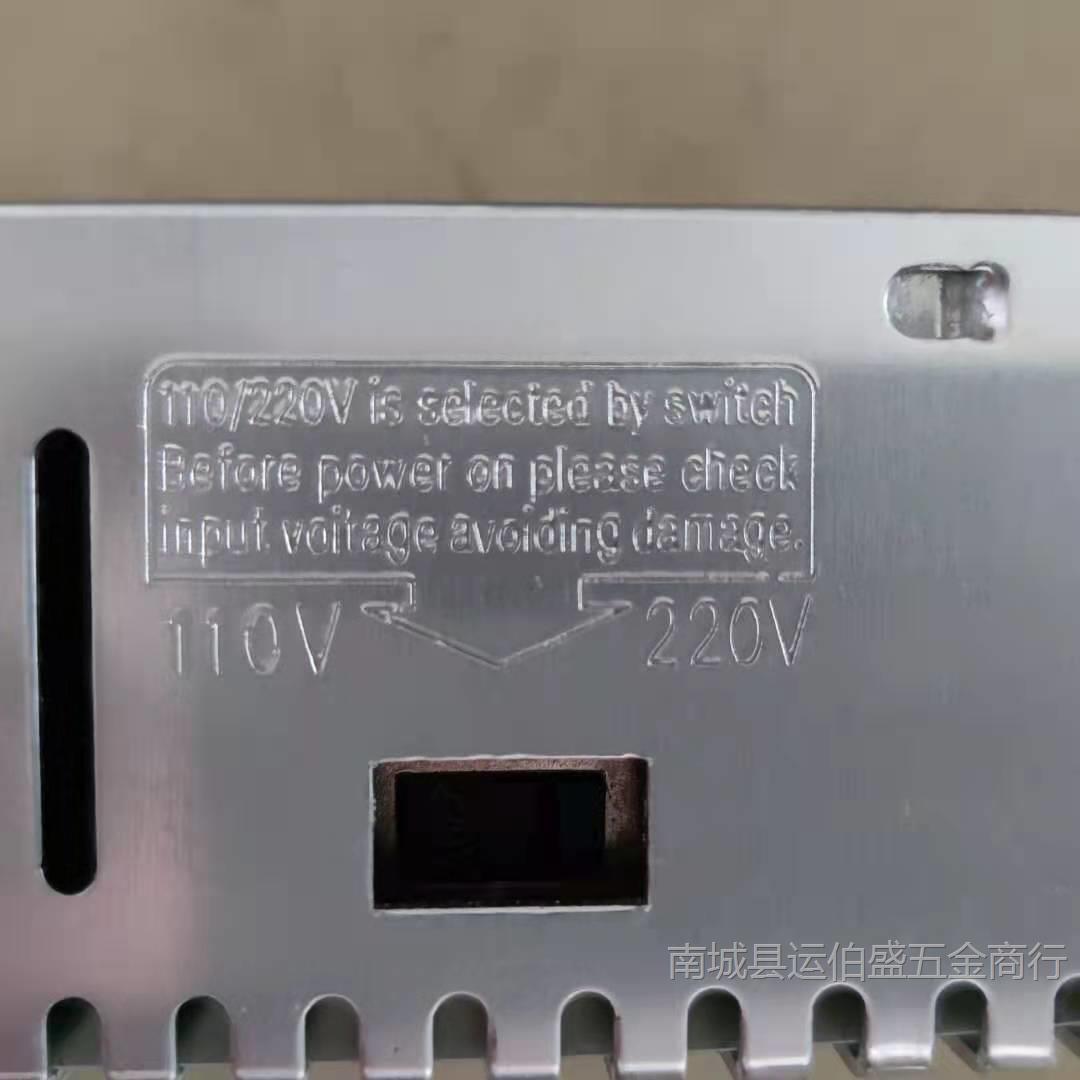 110/220V is selected by switch
Before power on please check
input voltage avoiding damage.
110V 220V
南城县运伯盛五金商行